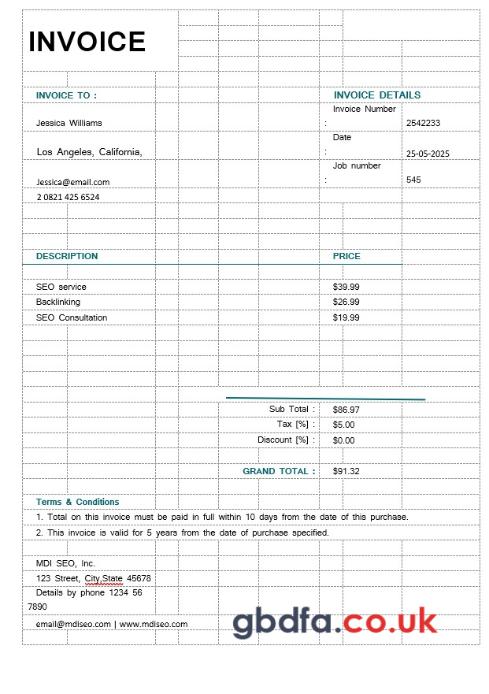 INVOICE
INVOICE TO :
INVOICE DETAILS
Invoice Number
Jessica Williams : 2542233
Date
Los Angeles, California, : 25-05-2025
Job number
Jessica@email.com : 545
2 0821 425 6524
DESCRIPTION PRICE
SEO service $39.99
Backlinking $26.99
SEO Consultation $19.99
Sub Total : $86.97
Tax [%] : $5.00
Discount [%] : $0.00
GRAND TOTAL : $91.32
Terms & Conditions
1. Total on this invoice must be paid in full within 10 days from the date of this purchase.
2. This invoice is valid for 5 years from the date of purchase specified.
MDI SEO, Inc.
123 Street, City,State 45678
Details by phone 1234 56
7890
email@mdiseo.com | www.mdiseo.com
gbdfa.co.uk